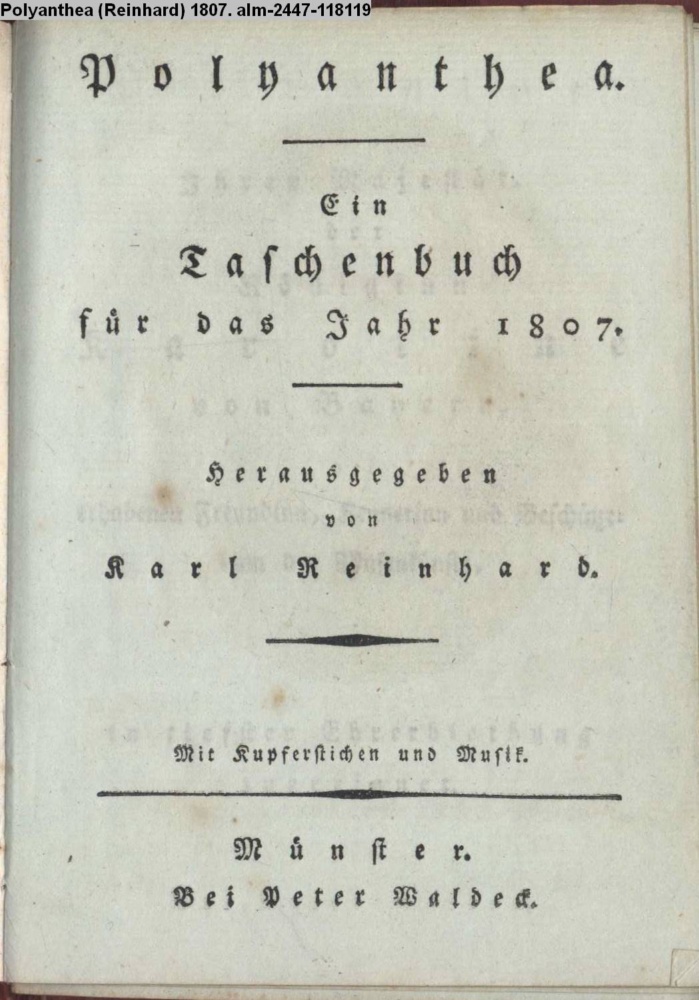 Polyanthea (Reinhard) 1807. alm-2447-118119
Polyanthea.
Ein
Taschenbuch
für das Jahr 1807.
Herausgegeben
von
Karl Reinhard.
Mit Kupferstichen und Musik.
Münster.
Bei Peter Waldeck.